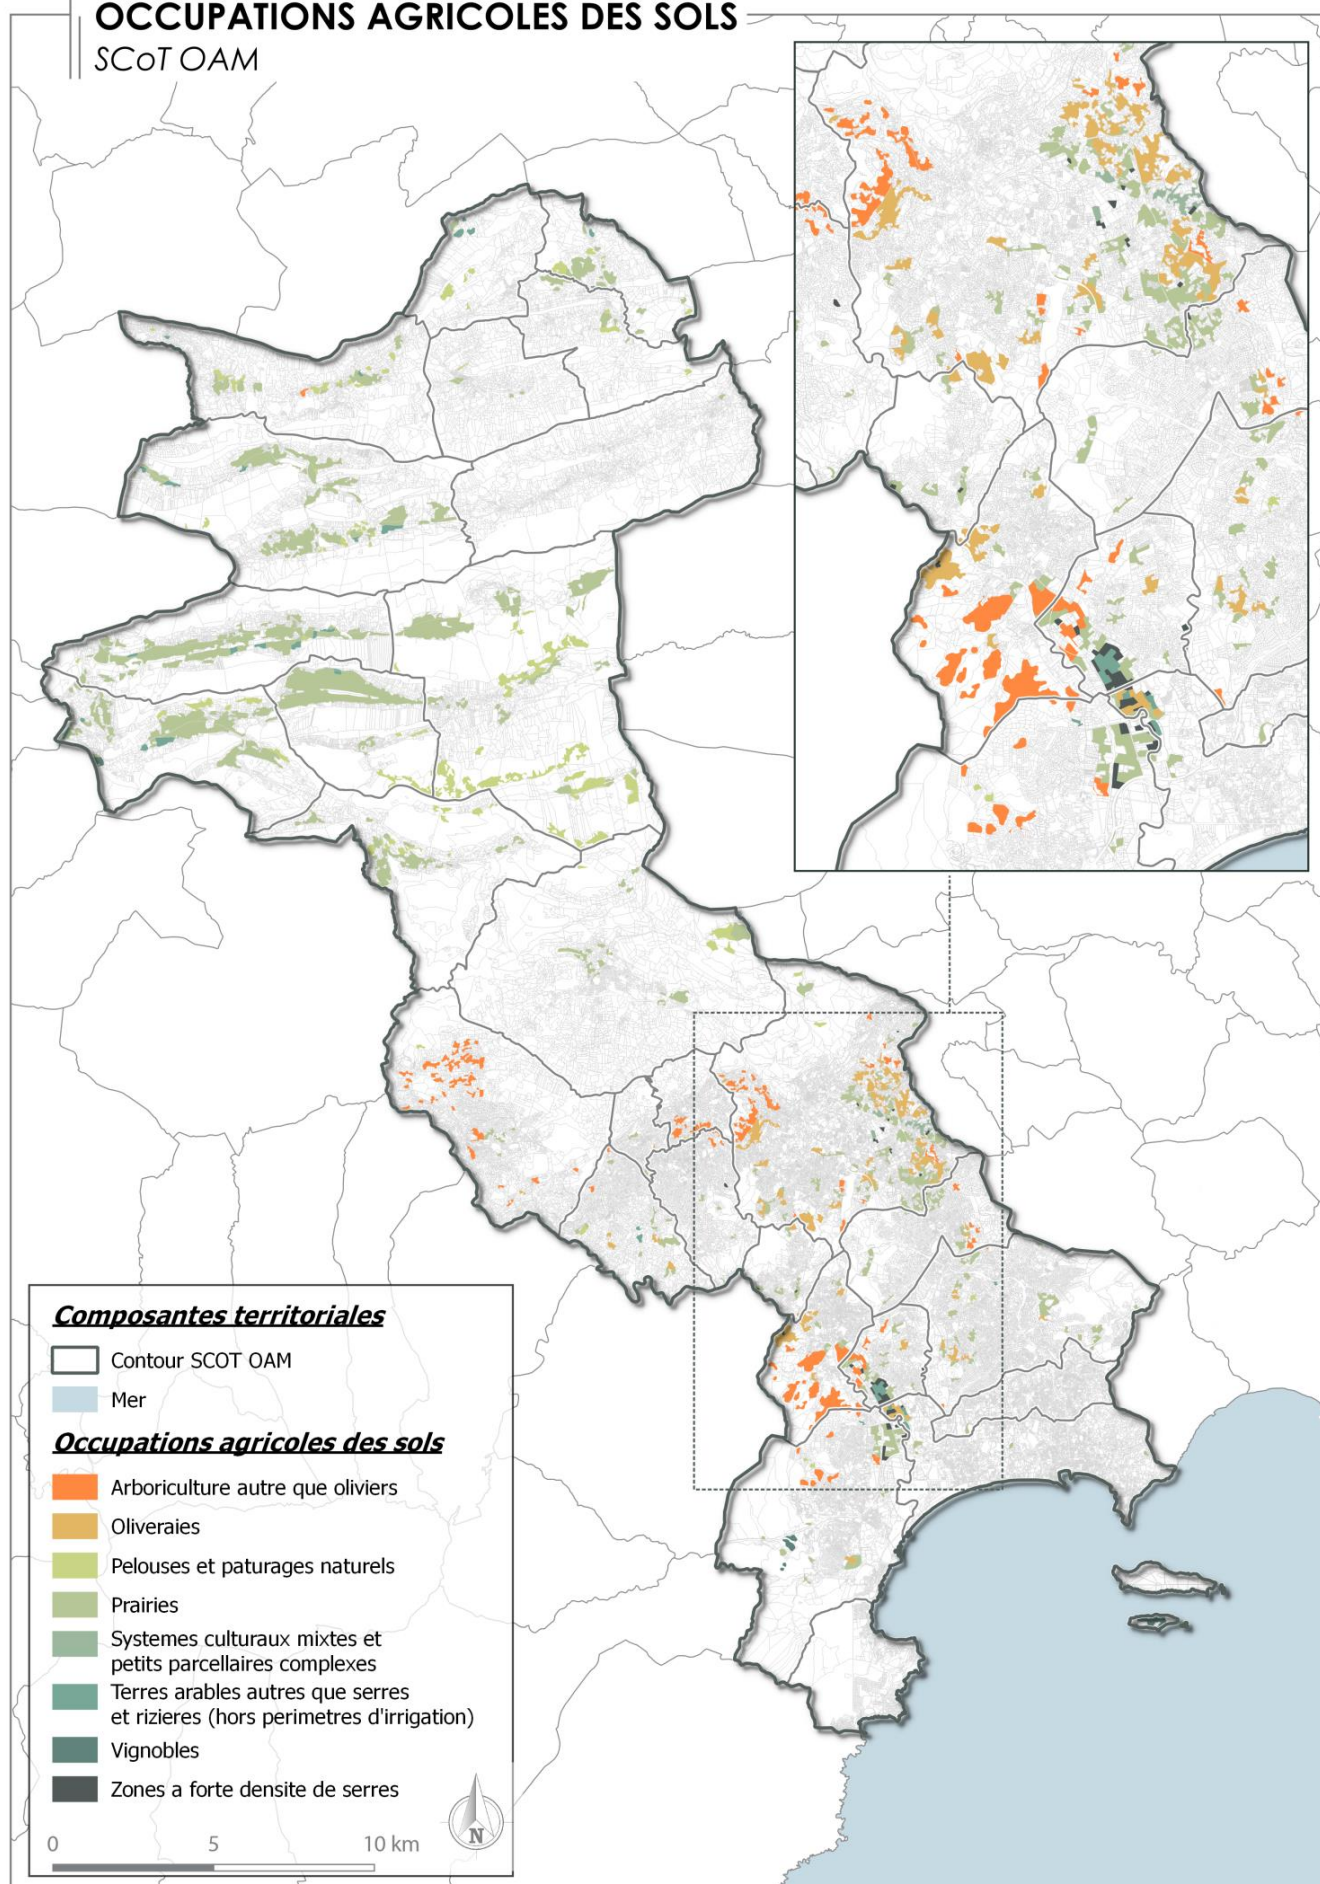 OCCUPATIONS AGRICOLES DES SOLS
SCoT OAM
Composantes territoriales
Contour SCOT OAM
Mer
Occupations agricoles des sols
Arboriculture autre que oliviers
Oliveraies
Pelouses et paturages naturels
Prairies
Systemes culturaux mixtes et
petits parcellaires complexes
Terres arables autres que serres
et rizieres (hors perimetres d'irrigation)
Vignobles
Zones a forte densite de serres
N
0 5 10 km